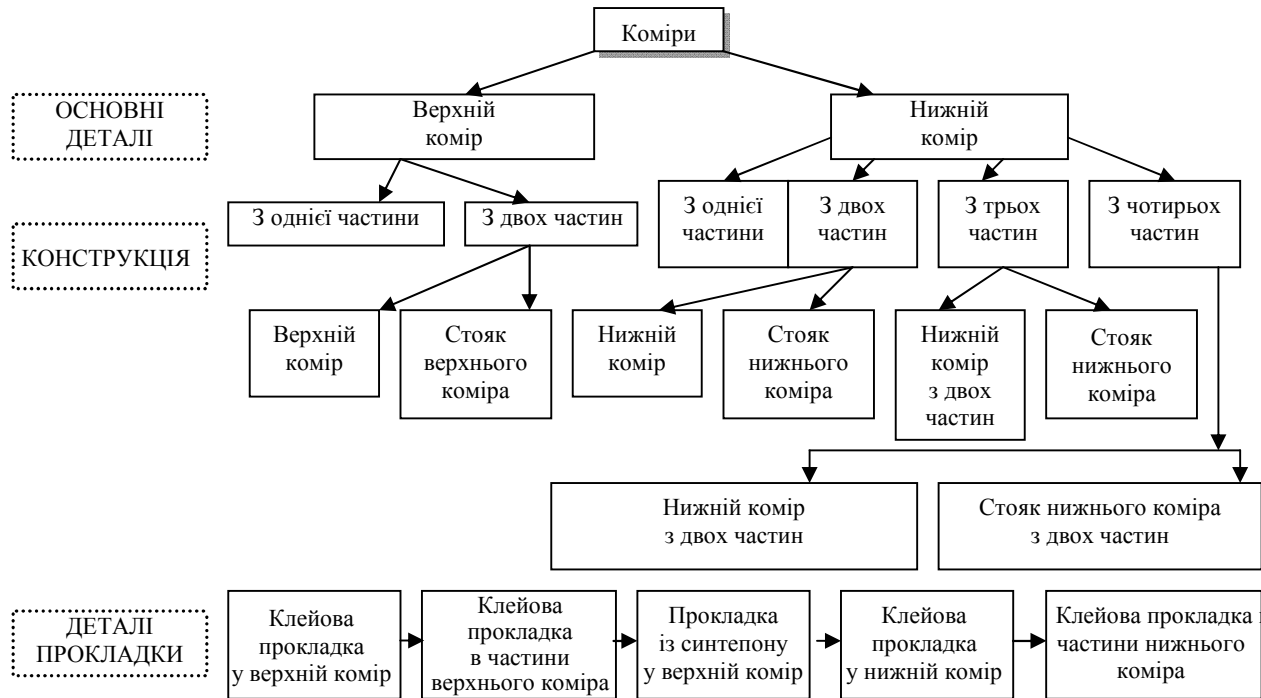 Коміри
ОСНОВНІ
ДЕТАЛІ
Верхній
комір
Нижній
комір
КОНСТРУКЦІЯ
З однієї частини
З двох частин
З однієї
частини
З двох
частин
З трьох
частин
З чотирьох
частин
Верхній
комір
Стояк
верхнього
коміра
Нижній
комір
Стояк
нижнього
коміра
Нижній
комір
з двох
частин
Стояк
нижнього
коміра
Нижній комір
з двох частин
Стояк нижнього коміра
з двох частин
ДЕТАЛІ
ПРОКЛАДКИ
Клейова
прокладка
у верхній комір
Клейова
прокладка
в частини
верхнього коміра
Прокладка
із синтепону
у верхній комір
Клейова
прокладка
у нижній комір
Клейова прокладка
частини нижнього
коміра